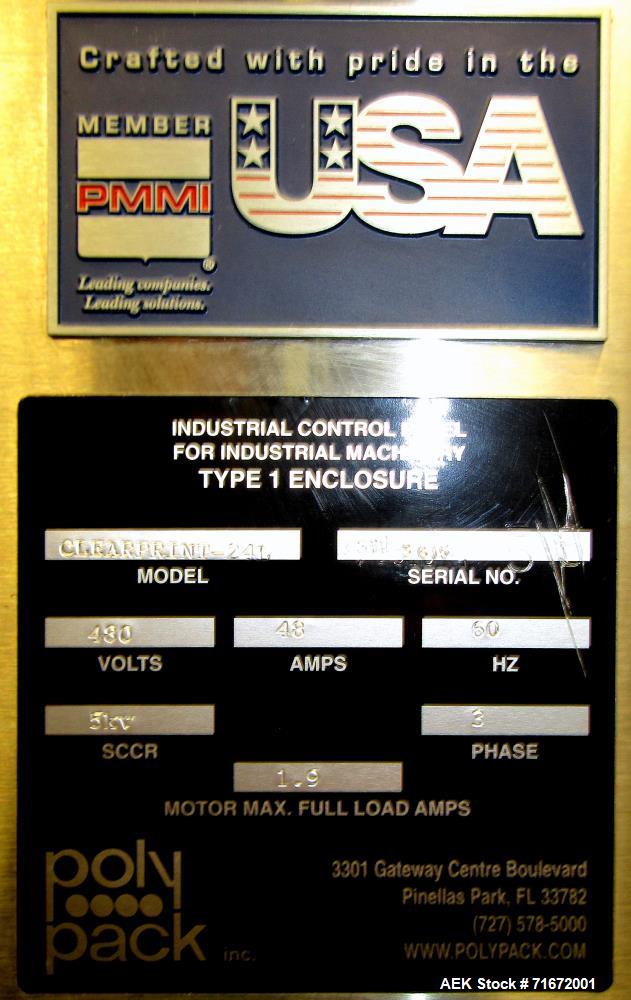 Crafted with pride in the
USA
MEMBER
PMMI
®
Leading companies.
Leading solutions.
INDUSTRIAL CONTROL
FOR INDUSTRIAL MACHINERY
TYPE 1 ENCLOSURE
CLEARPRINT-24L
MODEL
SERIAL NO.
480
VOLTS
48
AMPS
60
HZ
5kv
SCCR
3
PHASE
1.9
MOTOR MAX. FULL LOAD AMPS
poly
pack inc.
3301 Gateway Centre Boulevard
Pinellas Park, FL 33782
(727) 578-5000
WWW.POLYPACK.COM
AEK Stock # 71672001